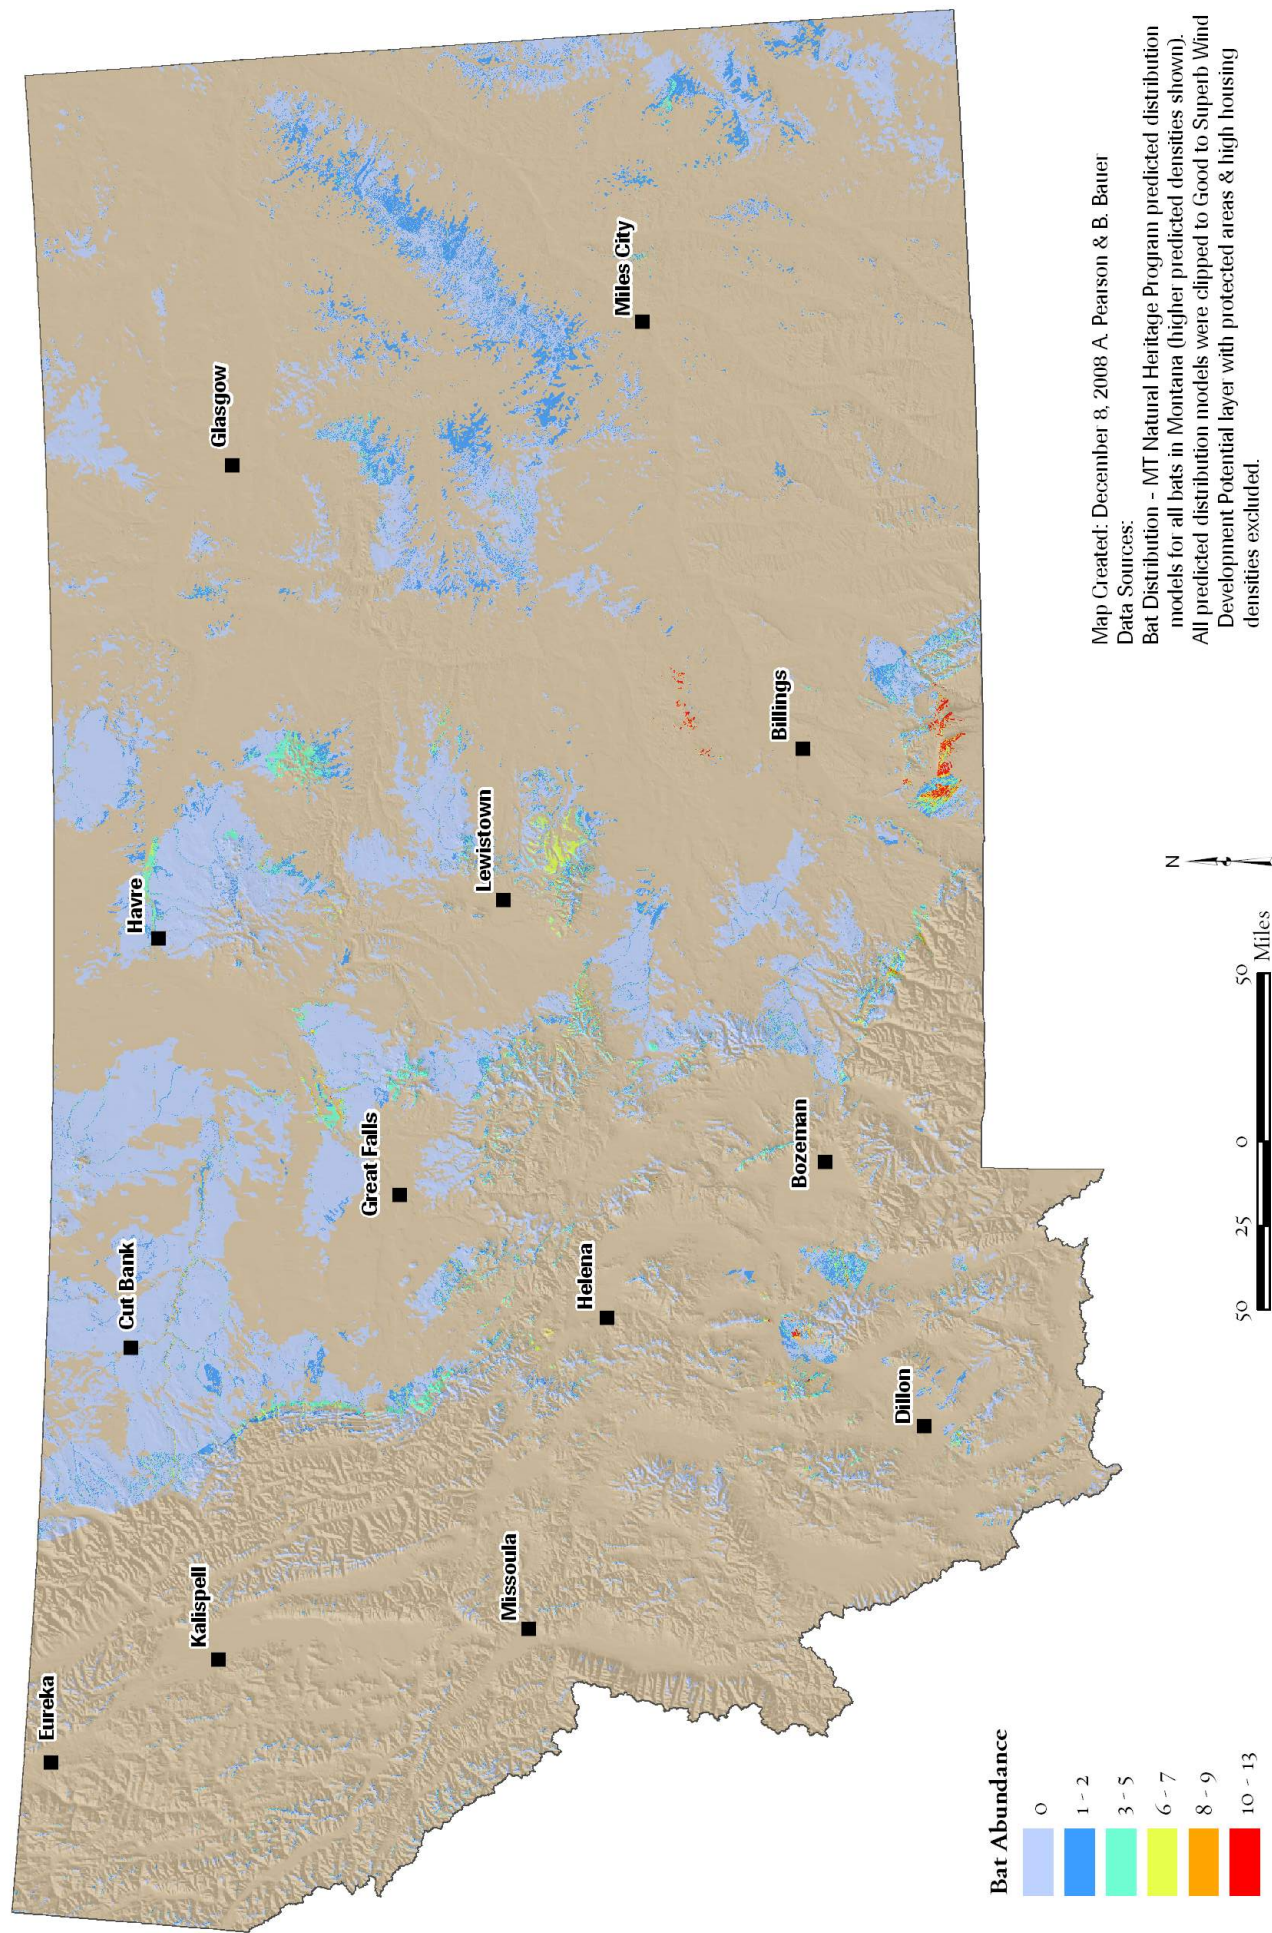 Eureka
Kalispell
Missoula
Cut Bank
Great Falls
Helena
Dillon
Bozeman
Havre
Lewistown
Billings
Glasgow
Miles City
Bat Abundance
0
1 - 2
3 - 5
6 - 7
8 - 9
10 - 13
N
50
25
0
50
Miles
Map Created: December 8, 2008 A. Pearson & B. Bauer
Data Sources:
Bat Distribution - MT Natural Heritage Program predicted distribution
models for all bats in Montana (higher predicted densities shown).
All predicted distribution models were clipped to Good to Superb Wind
Development Potential layer with protected areas & high housing
densities excluded.